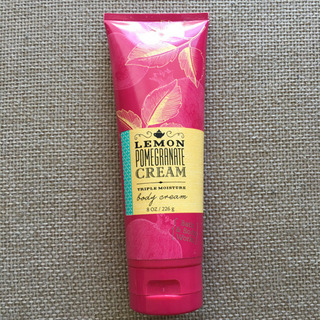 LEMON
POMEGRANATE
CREAM
TRIPLE MOISTURE
body cream
8 OZ / 226 g